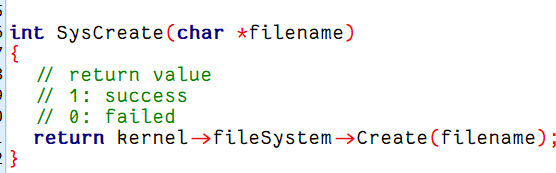 int SysCreate(char *filename)
{
// return value
// 1: success
// 0: failed
return kernel->fileSystem->Create(filename);
}